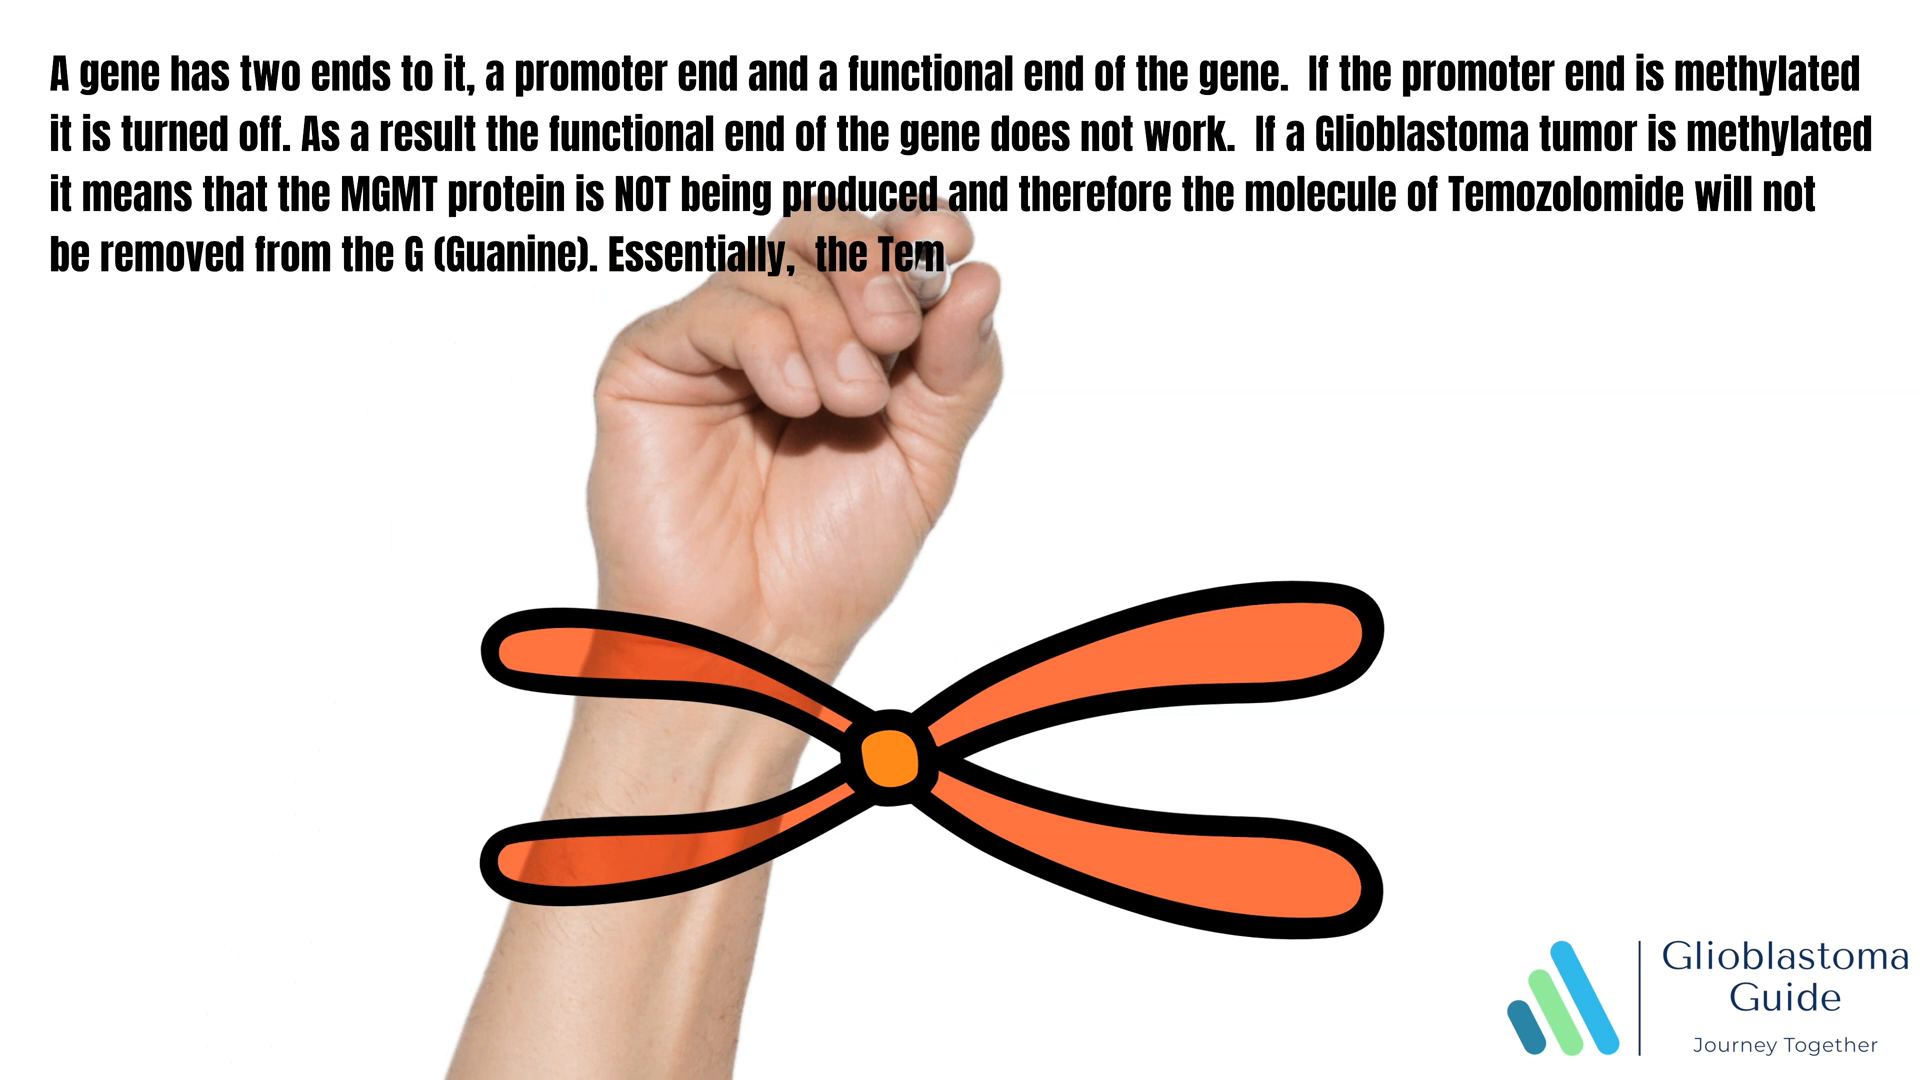 A gene has two ends to it, a promoter end and a functional end of the gene.  If the promoter end is methylated
it is turned off. As a result the functional end of the gene does not work.  If a Glioblastoma tumor is methylated
it means that the MGMT protein is NOT being produced and therefore the molecule of Temozolomide will not
be removed from the G (Guanine). Essentially,  the Tem
Glioblastoma
Guide
Journey Together